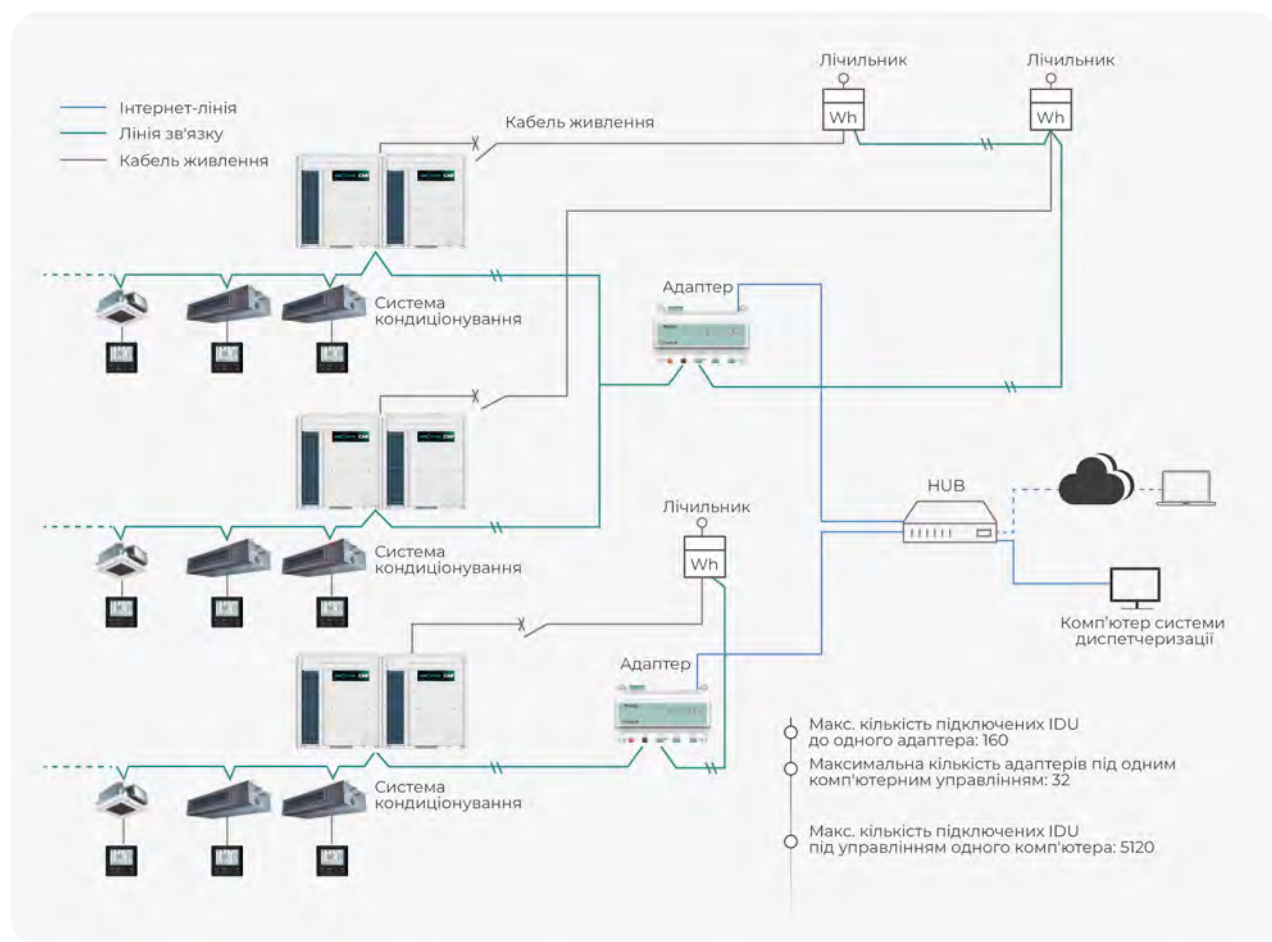 Лічильник
Лічильник
Інтернет-лінія
Лінія зв'язку
Кабель живлення
Кабель живлення
Wh
Wh
Адаптер
Система
кондиціонування
HUB
Лічильник
Wh
Система
кондиціонування
Комп'ютер системи
диспетчеризації
Адаптер
Макс. кількість підключених IDU
до одного адаптера: 160
Максимальна кількість адаптерів під одним
комп'ютерним управлінням: 32
Система
кондиціонування
Макс. кількість підключених IDU
під управлінням одного комп'ютера: 5120